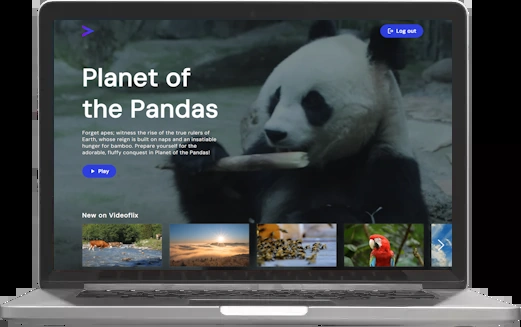 Log out
Planet of
the Pandas
Forget apes; witness the rise of the true rulers of
Earth, whose reign is built on naps and an insatiable
hunger for bamboo. Prepare yourself for the
adorable, fluffy conquest in Planet of the Pandas!
Play
New on Videoflix